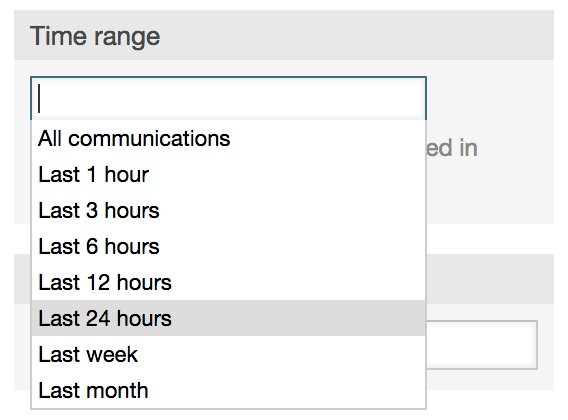 Time range
All communications
ed in
Last 1 hour
Last 3 hours
Last 6 hours
Last 12 hours
Last 24 hours
Last week
Last month